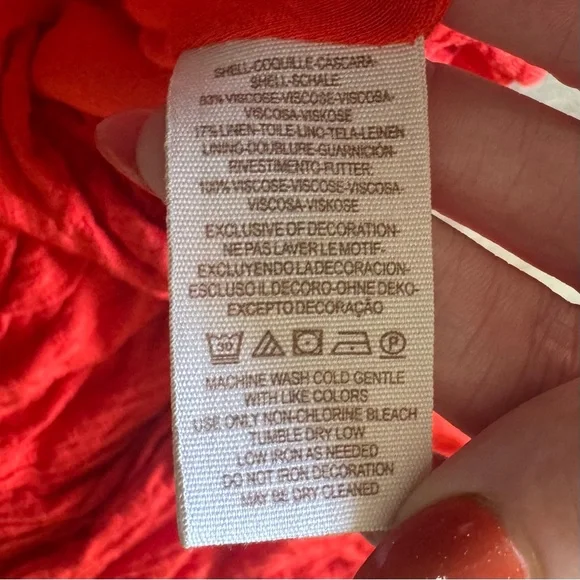 SHELL-COQUILLE-CASCARA-
SHELL-SCHALE
83% VISCOSE-VISCOSE-VISCOSA-
VISCOSA-VISKOSE
17% LINEN-TOILE-LINO-TELA-LEINEN
LINING-DOUBLURE-GUARNICIÓN-
RIVESTIMENTO-FUTTER:
100% VISCOSE-VISCOSE-VISCOSA-
VISCOSA-VISKOSE
EXCLUSIVE OF DECORATION-
NE PAS LAVER LE MOTIF-
EXCLUYENDO LA DECORACION-
ESCLUSO IL DECORO-OHNE DEKO-
EXCEPTO DECORAÇÃO
30 P
MACHINE WASH COLD GENTLE
WITH LIKE COLORS
USE ONLY NON-CHLORINE BLEACH
TUMBLE DRY LOW
LOW IRON AS NEEDED
DO NOT IRON DECORATION
MAY BE DRY CLEANED